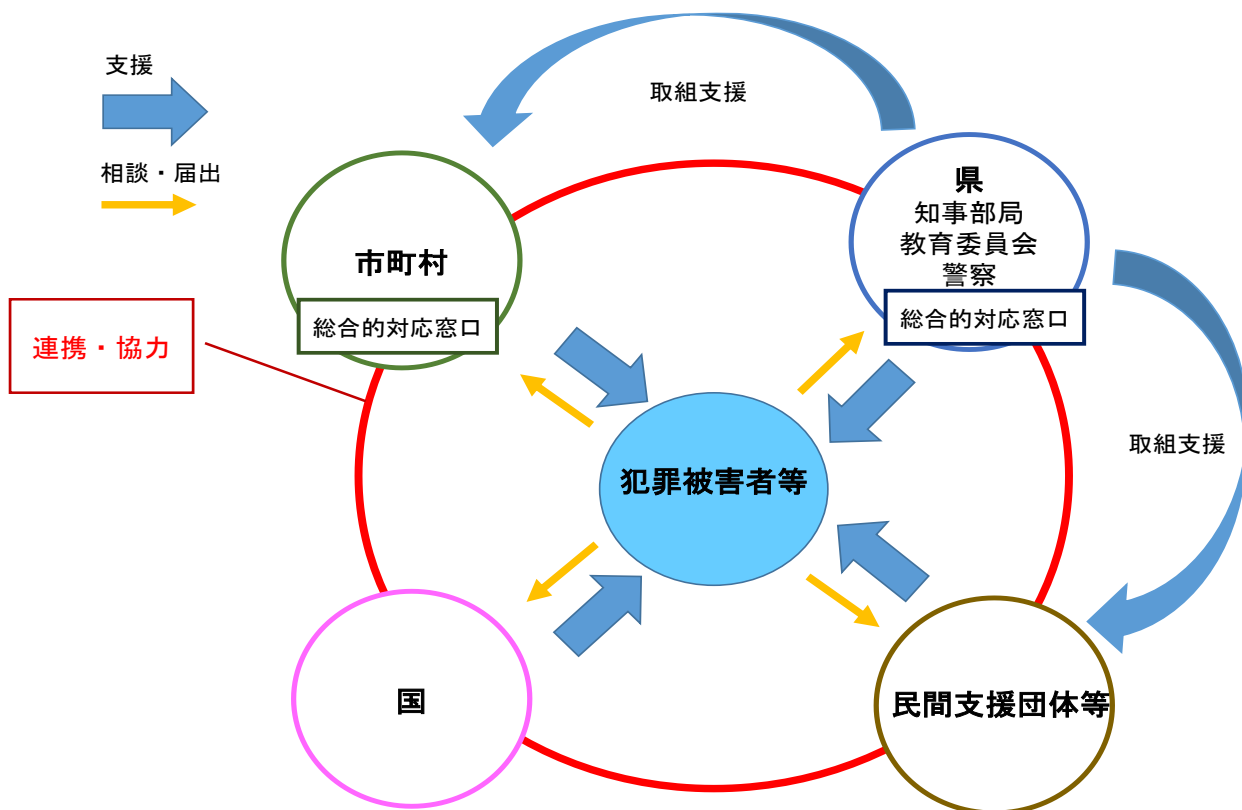 支援
取組支援
相談・届出
県
知事部局
教育委員会
警察
総合的対応窓口
市町村
総合的対応窓口
連携・協力
取組支援
犯罪被害者等
国
民間支援団体等